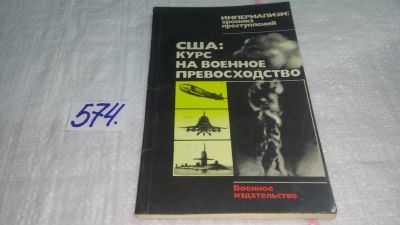 ИМПЕРИАЛИЗМ:
хроника
преступлений
США:
КУРС
НА ВОЕННОЕ
ПРЕВОСХОДСТВО
574.
Военное
издательство